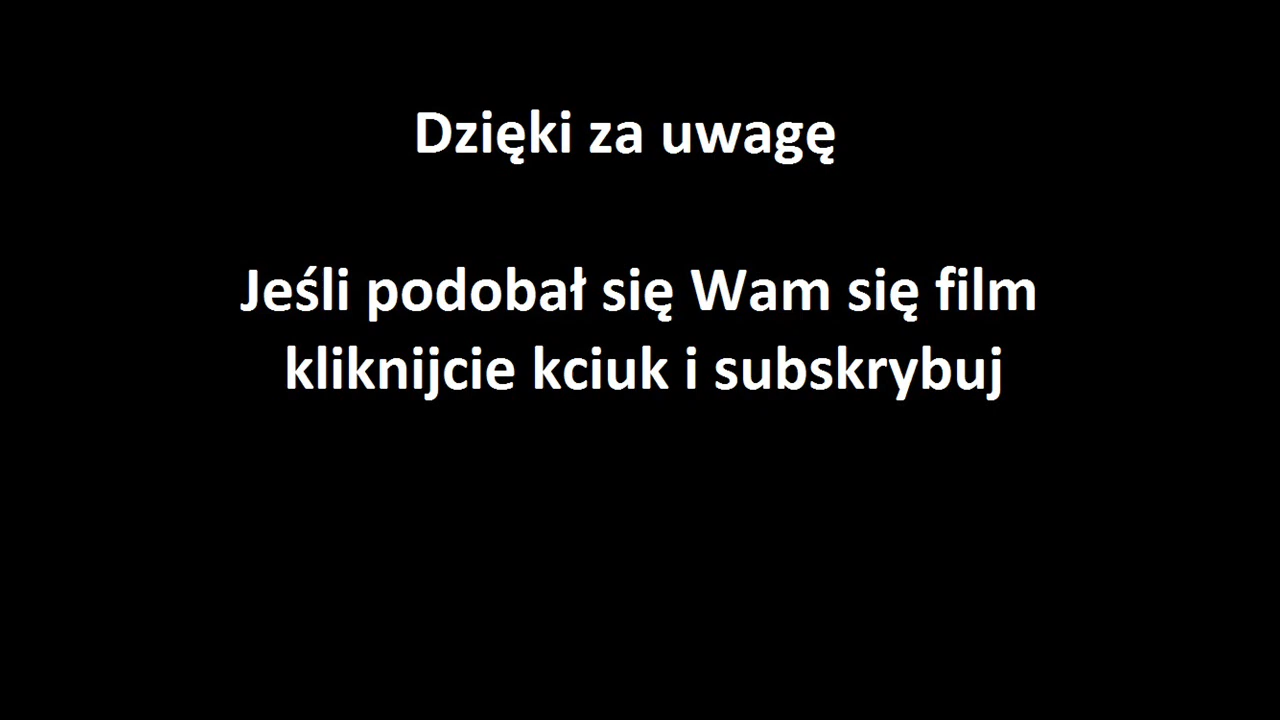 Dzięki za uwagę
Jeśli podobał się Wam się film
kliknijcie kciuk i subskrybuj